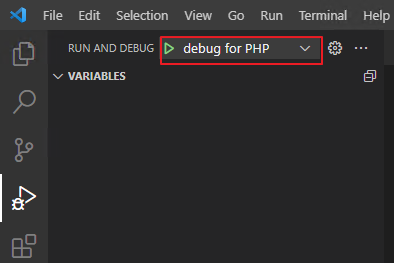 File Edit Selection View Go Run Terminal Help
RUN AND DEBUG debug for PHP
VARIABLES